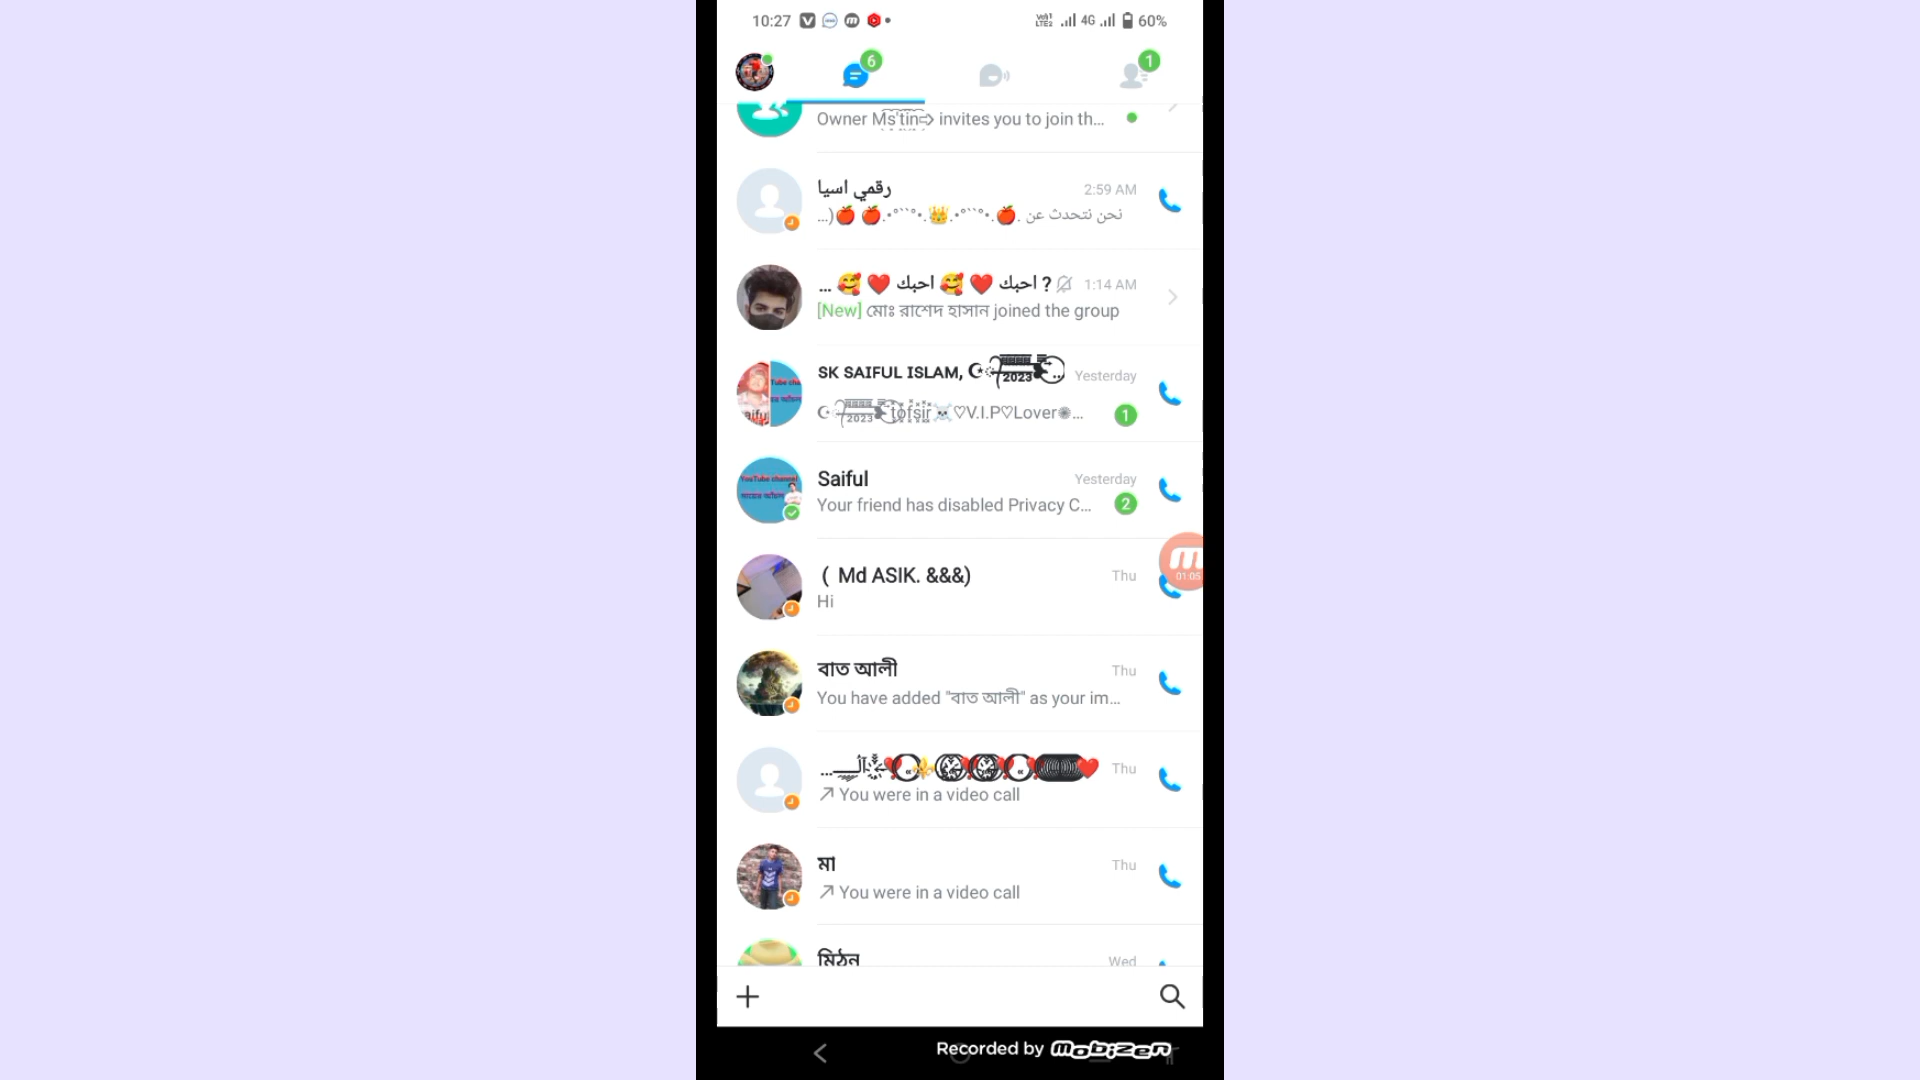 10:27
4G 60%
6
1
Owner Ms'tin invites you to join th...
رقمي اسيا
2:59 AM
نحن نتحدث عن .🍎.•°``°•.👑.•°``°•.🍎 🍎(...
احبك ❤️ 🥰 احبك ❤️ 🥰 ...
? 1:14 AM
[New] মোঃ রাশেদ হাসান joined the group
SK SAIFUL ISLAM, ☪ 2023 ...
Yesterday
☪ 2023 tofsir☠♡V.I.P♡Lover...
1
Saiful
Yesterday
Your friend has disabled Privacy C...
2
( Md ASIK. &&&)
Thu
Hi
01:05
বাত আলী
Thu
You have added "বাত আলী" as your im...
Thu
↗ You were in a video call
মা
Thu
↗ You were in a video call
মিঠন
Wed
Recorded by mobizen